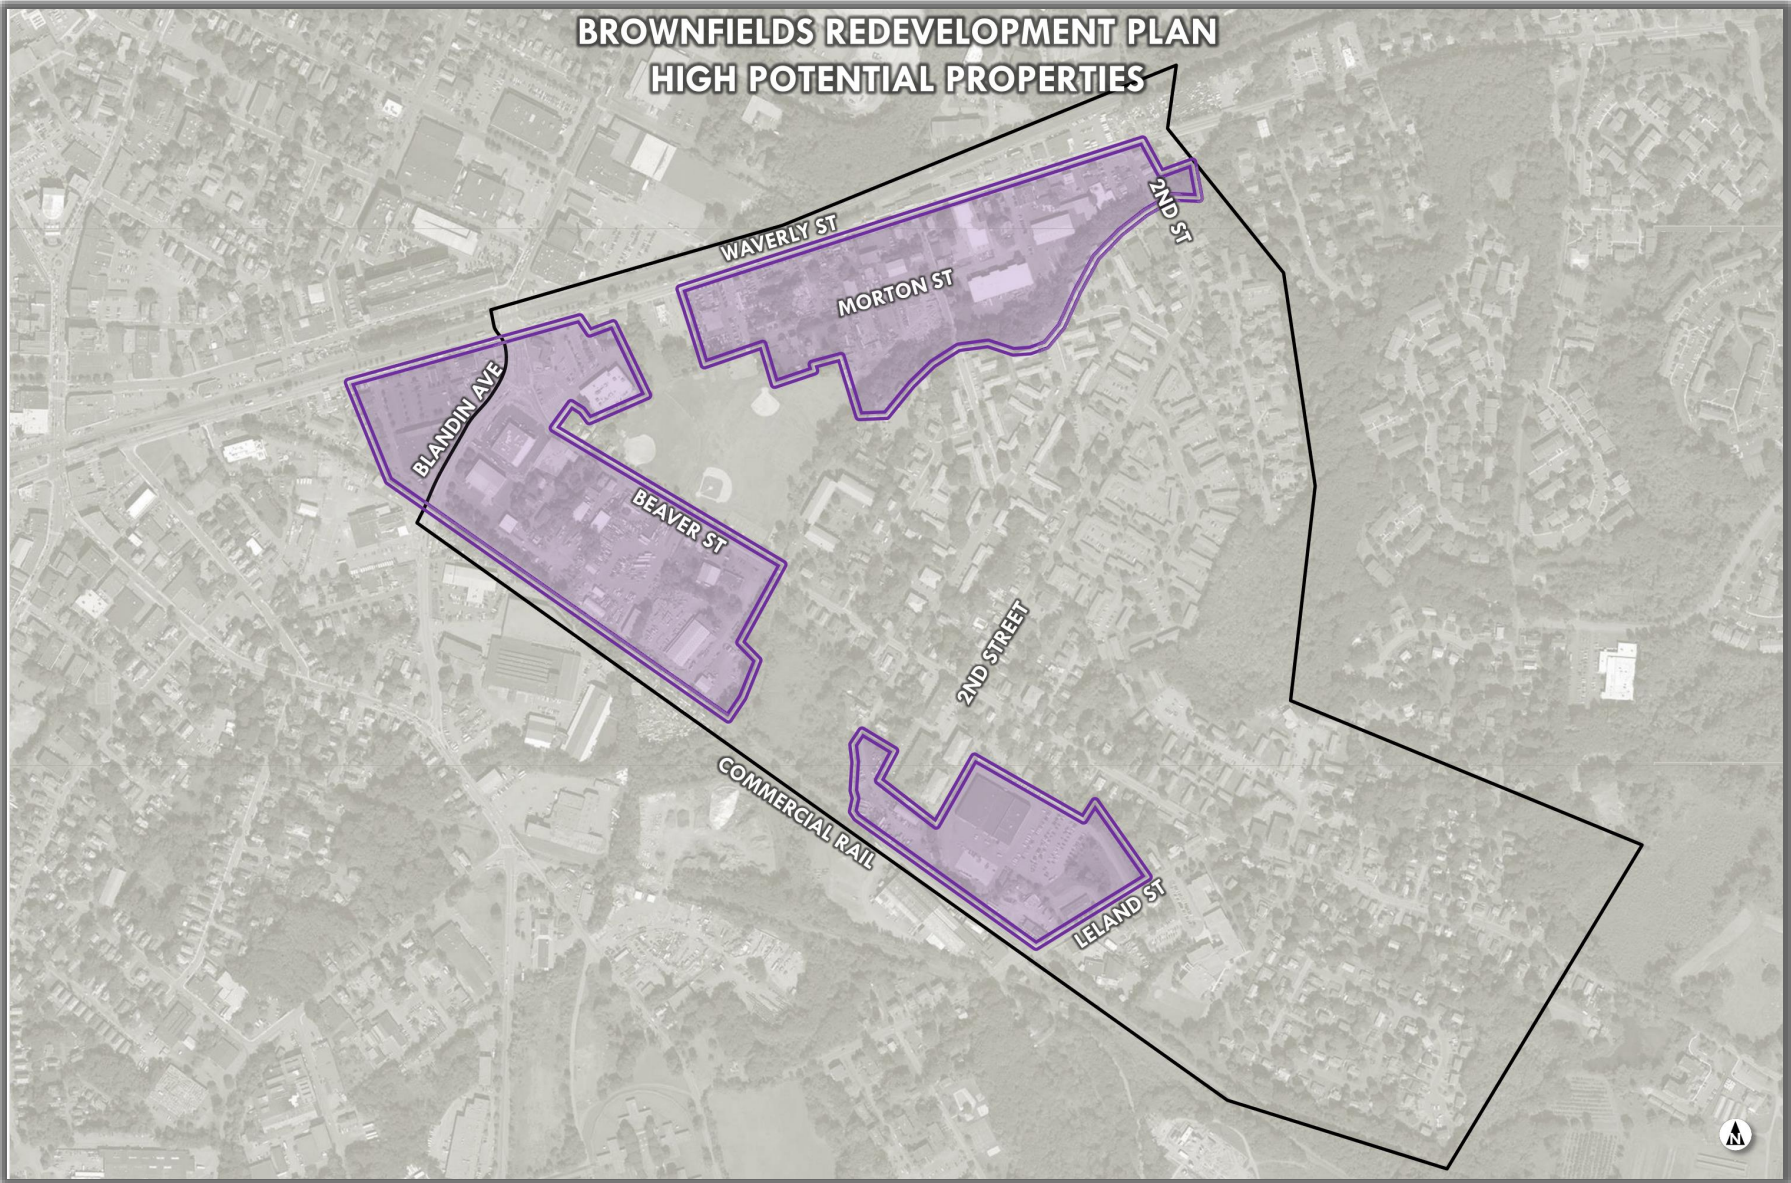 BROWNFIELDS REDEVELOPMENT PLAN
HIGH POTENTIAL PROPERTIES
WAVERLY ST
2ND ST
MORTON ST
BLANDIN AVE
BEAVER ST
2ND STREET
COMMERCIAL RAIL
LELAND ST
N